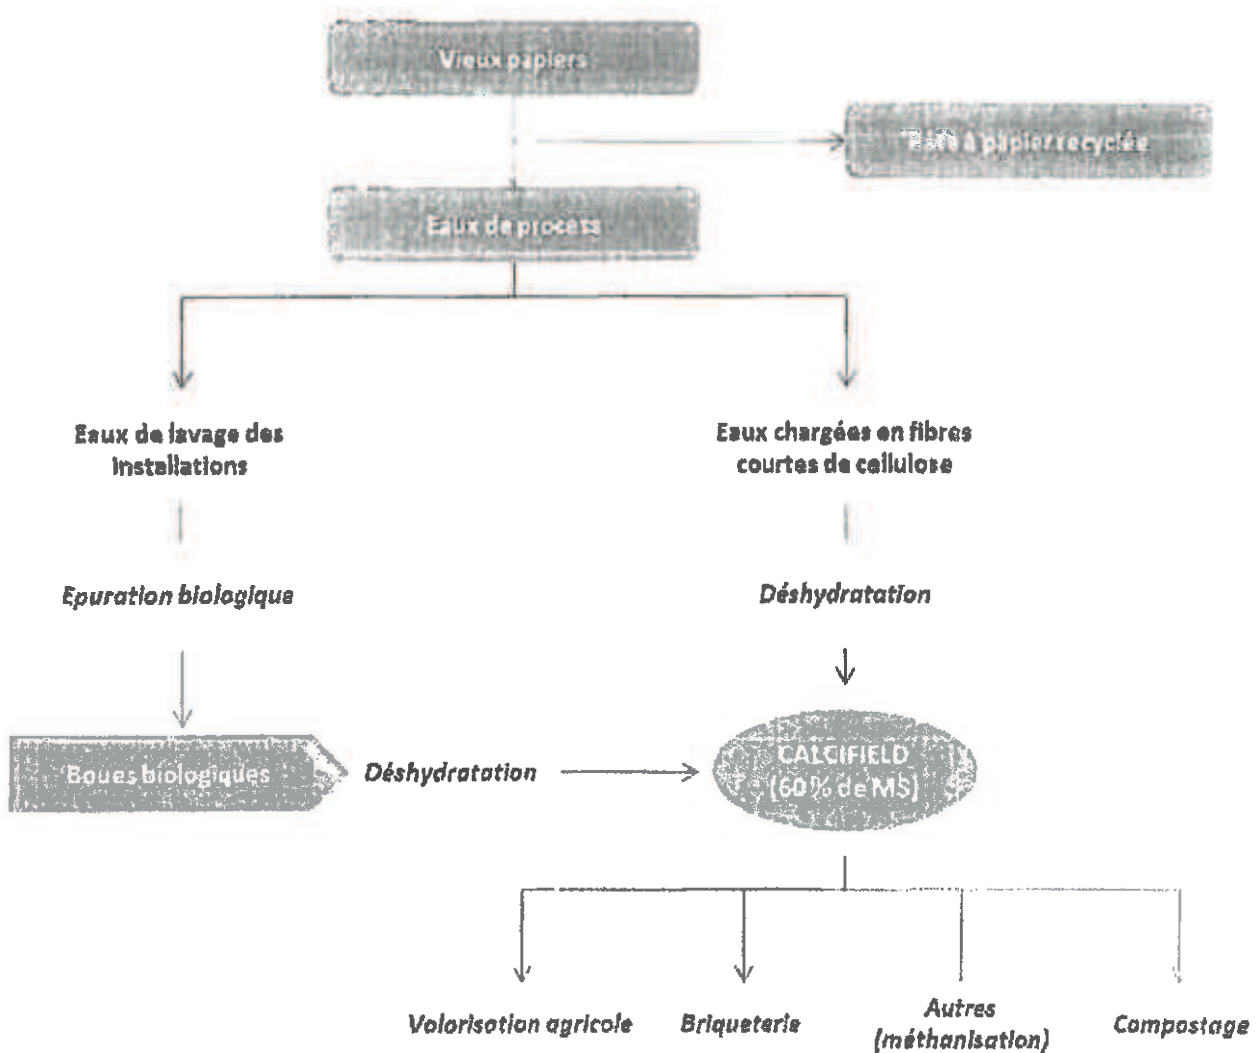 Vieux papiers
à papier recyclée
Eaux de process
Eaux de lavage des
installations
Eaux chargées en fibres
courtes de cellulose
Epuration biologique
Déshydratation
Boues biologiques
Déshydratation
CALCIFIELD
(60% de MS)
Valorisation agricole
Briqueterie
Autres
(méthanisation)
Compostage